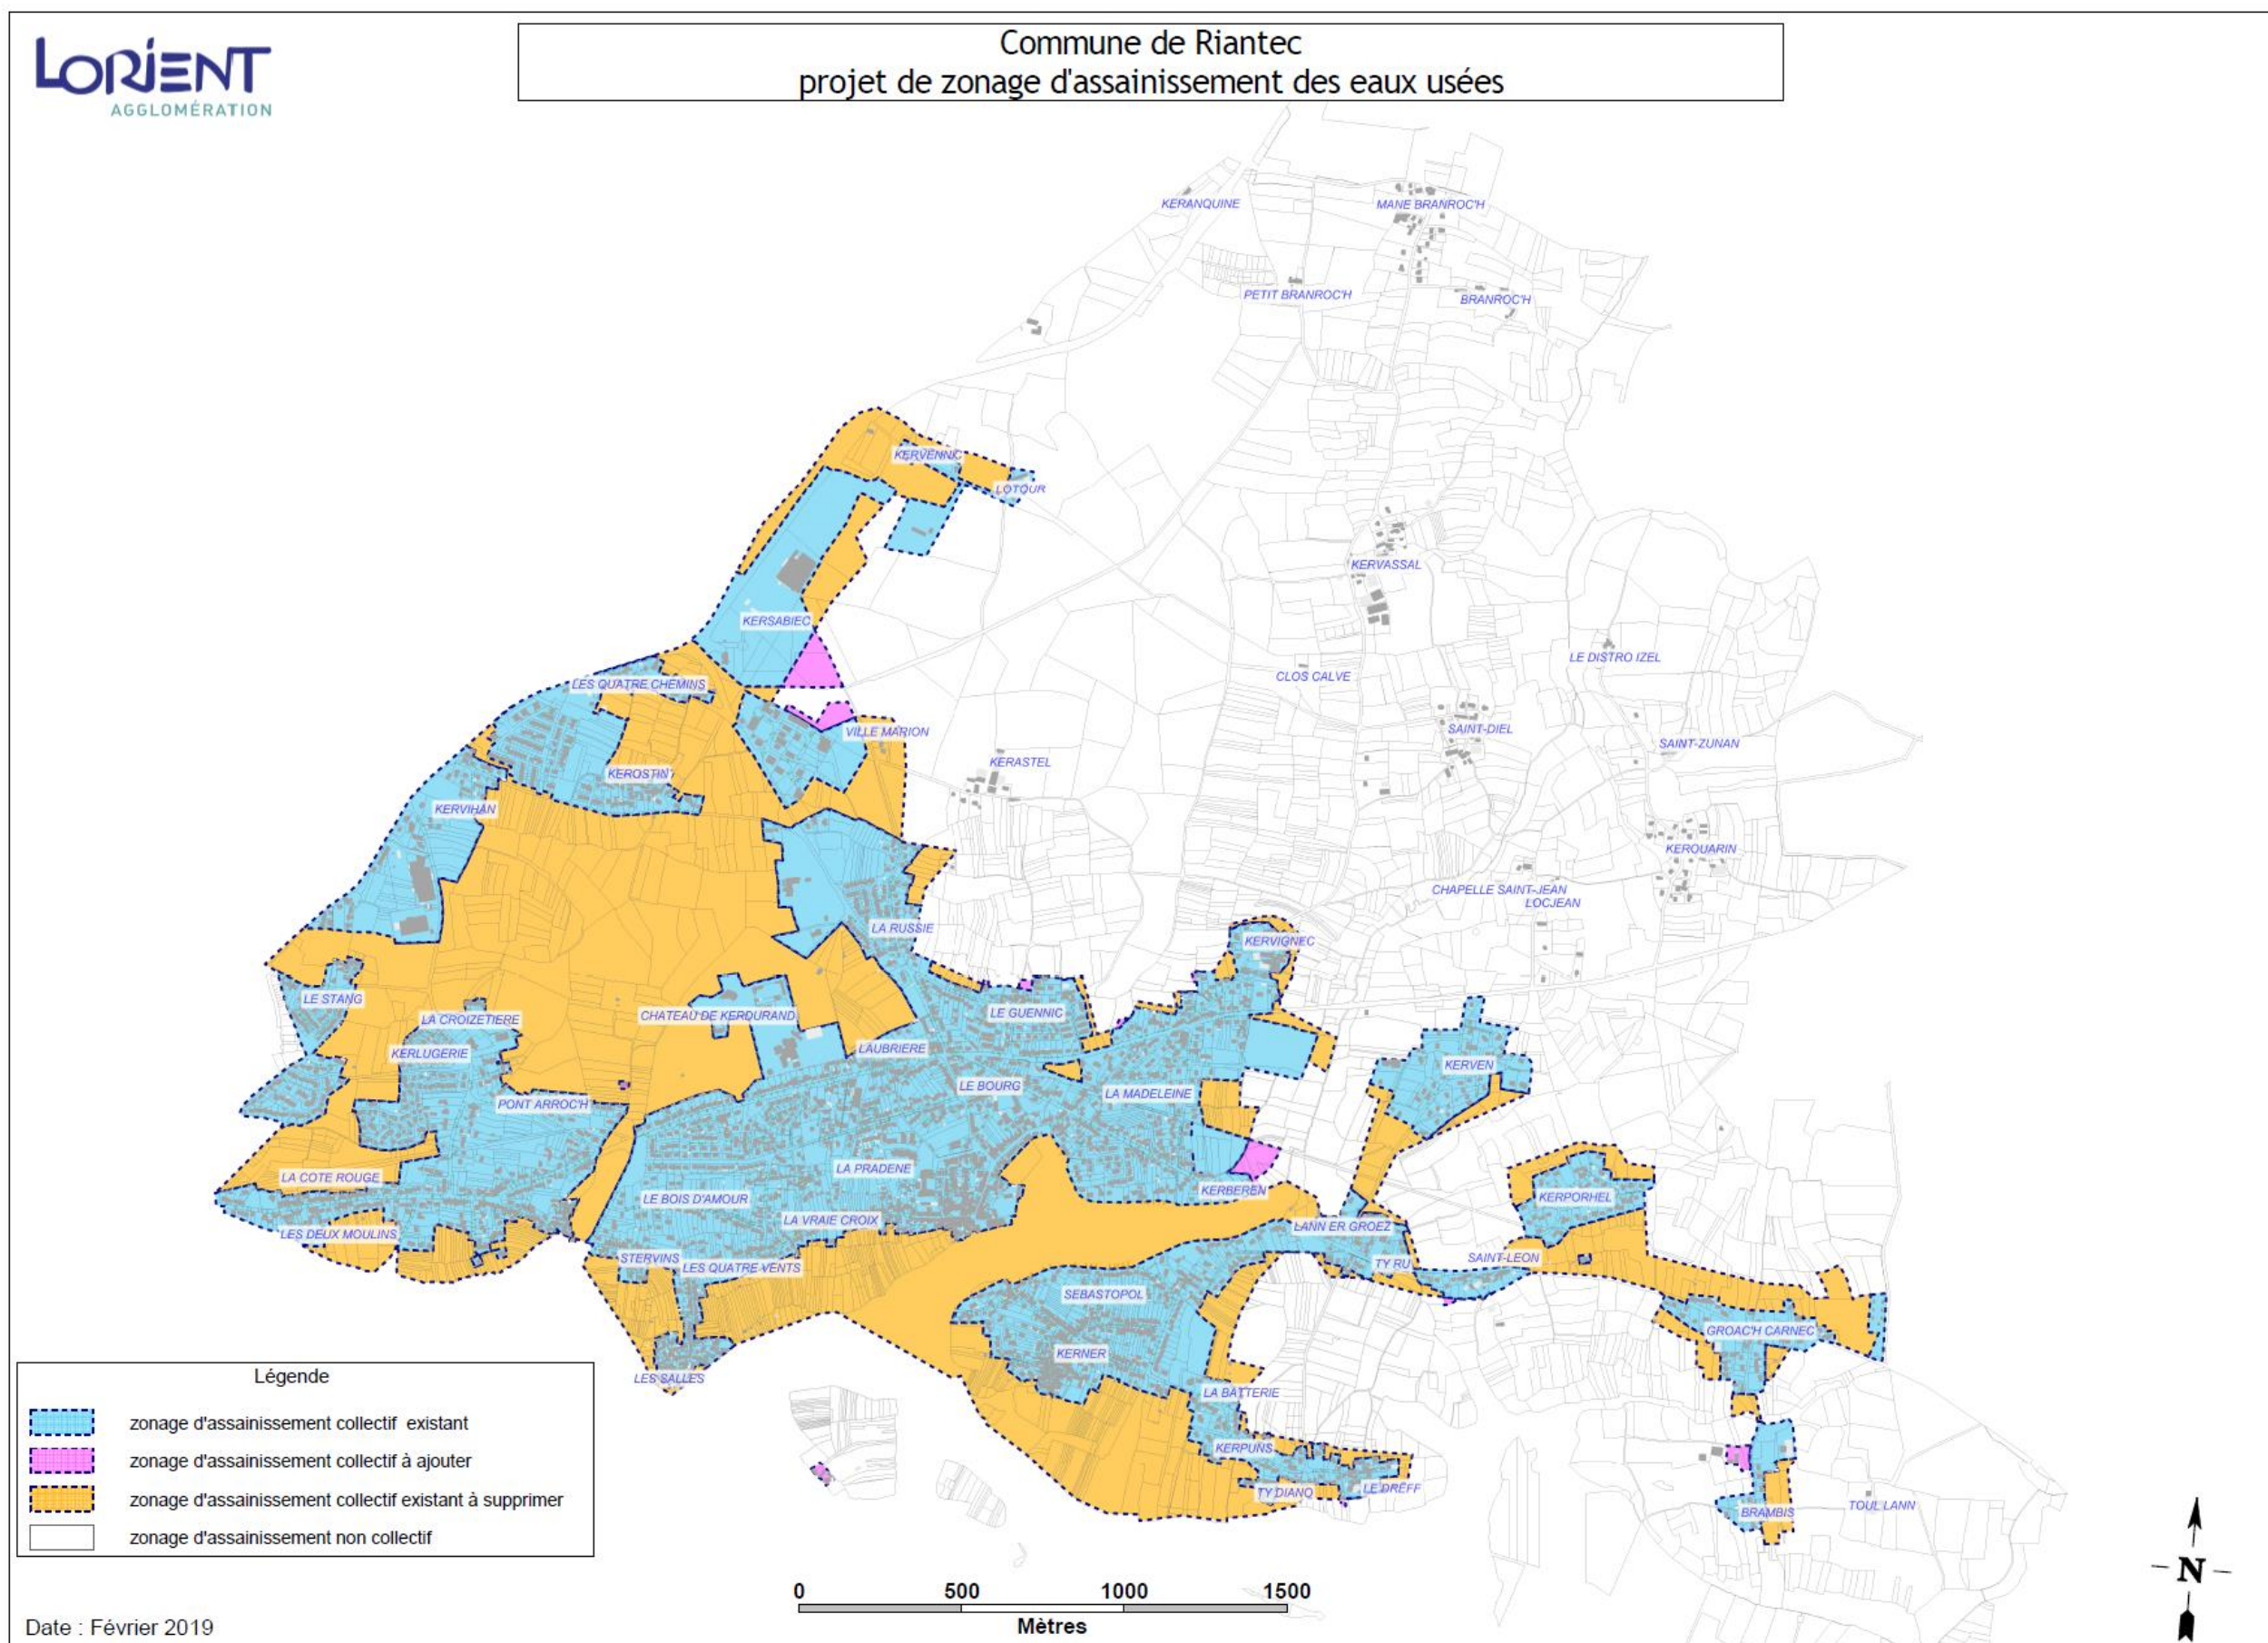 LORIENT
AGGLOMÉRATION
Commune de Riantec
projet de zonage d'assainissement des eaux usées
KERANQUINE
MANE BRANROC'H
PETIT BRANROC'H
BRANROC'H
KERVENNIC
LOTOUR
KERVASSAL
KERSABIEC
LE DISTRO IZEL
CLOS CALVE
LES QUATRE CHEMINS
VILLE MARION
SAINT-DIEL
SAINT-ZUNAN
KERASTEL
KEROSTIN
KERVIHAN
KEROUARIN
CHAPELLE SAINT-JEAN
LOCJEAN
LA RUSSIE
KERVIGNEC
LE STANG
LA CROIZETIERE
CHATEAU DE KERDURAND
LE GUENNIC
KERLUGERIE
LAUBRIERE
KERVEN
LE BOURG
LA MADELEINE
PONT ARROC'H
LA PRADENE
LA COTE ROUGE
KERBEREN
KERPORHEL
LE BOIS D'AMOUR
LA VRAIE CROIX
LANN ER GROEZ
LES DEUX MOULINS
STERVINS
LES QUATRE VENTS
TY RU
SAINT-LEON
SEBASTOPOL
GROAC'H CARNEC
KERNER
LES SALLES
LA BATTERIE
KERPUNS
TY DIANO
LE DREFF
BRAMBIS
TOUL LANN
Légende
zonage d'assainissement collectif existant
zonage d'assainissement collectif à ajouter
zonage d'assainissement collectif existant à supprimer
zonage d'assainissement non collectif
0 500 1000 1500
Mètres
N
Date : Février 2019